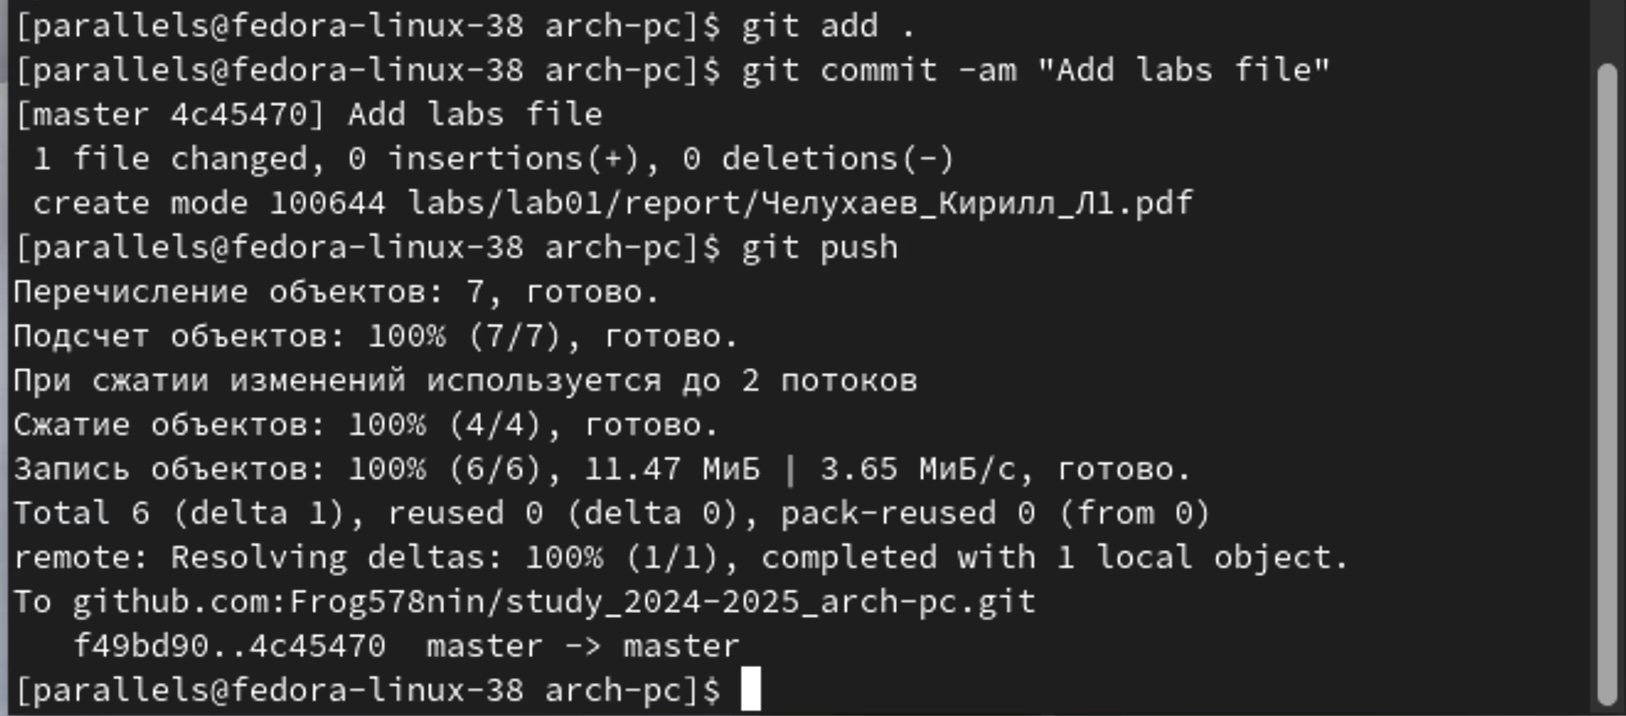 [parallels@fedora-linux-38 arch-pc]$ git add .
[parallels@fedora-linux-38 arch-pc]$ git commit -am "Add labs file"
[master 4c45470] Add labs file
 1 file changed, 0 insertions(+), 0 deletions(-)
 create mode 100644 labs/lab01/report/Челухаев_Кирилл_Л1.pdf
[parallels@fedora-linux-38 arch-pc]$ git push
Перечисление объектов: 7, готово.
Подсчет объектов: 100% (7/7), готово.
При сжатии изменений используется до 2 потоков
Сжатие объектов: 100% (4/4), готово.
Запись объектов: 100% (6/6), 11.47 МиБ | 3.65 МиБ/с, готово.
Total 6 (delta 1), reused 0 (delta 0), pack-reused 0 (from 0)
remote: Resolving deltas: 100% (1/1), completed with 1 local object.
To github.com:Frog578nin/study_2024-2025_arch-pc.git
   f49bd90..4c45470  master -> master
[parallels@fedora-linux-38 arch-pc]$